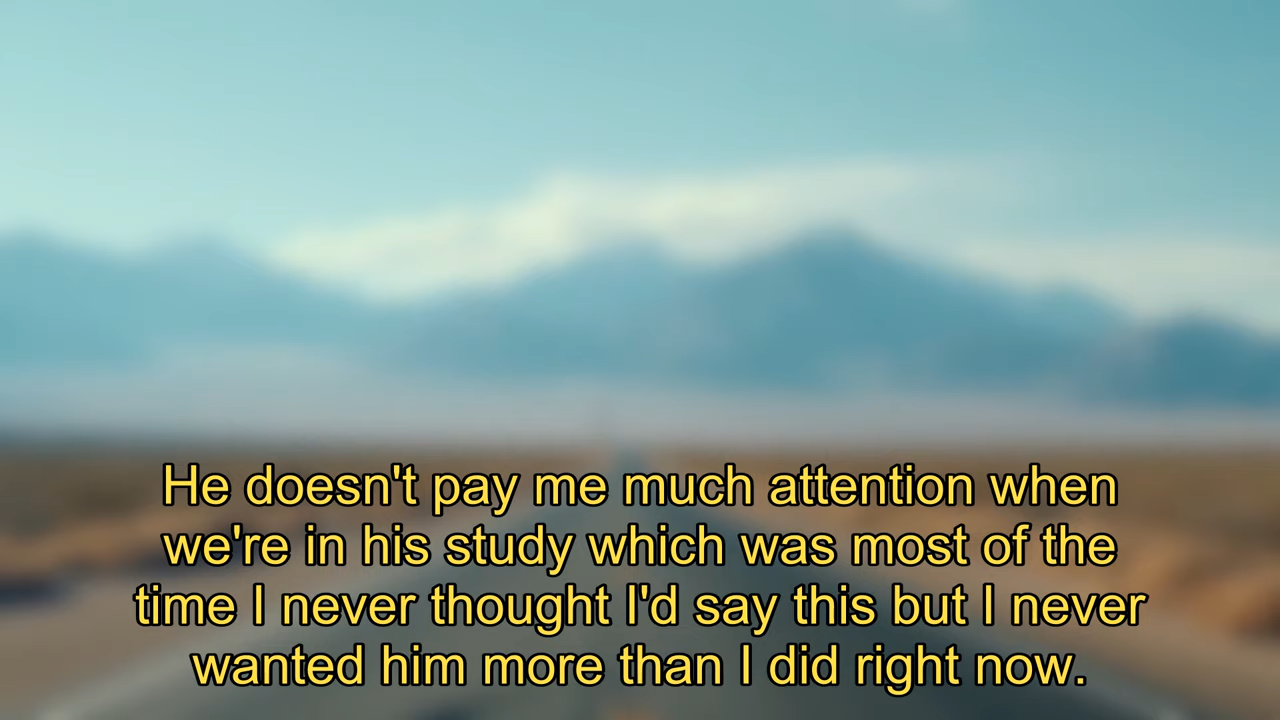 He doesn't pay me much attention when
we're in his study which was most of the
time I never thought I'd say this but I never
wanted him more than I did right now.